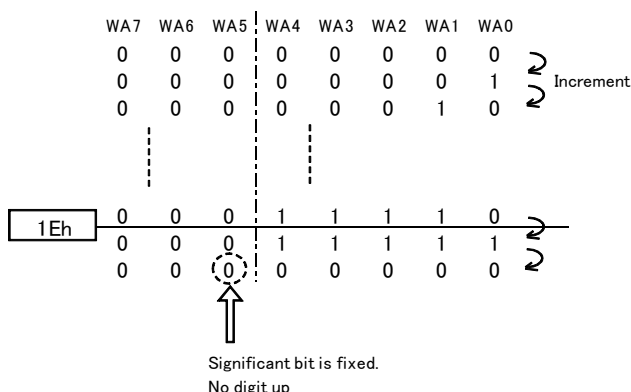 WA7 WA6 WA5 WA4 WA3 WA2 WA1 WA0
0 0 0 0 0 0 0 0
0 0 0 0 0 0 0 1 Increment
0 0 0 0 0 0 1 0
1Eh 0 0 0 1 1 1 1 0
0 0 0 1 1 1 1 1
0 0 0 0 0 0 0 0
Significant bit is fixed.
No digit up